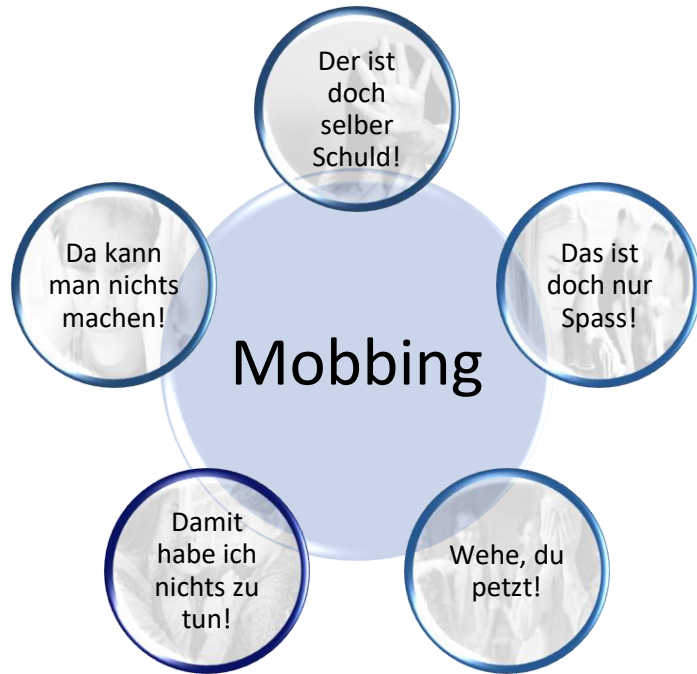 Der ist
doch
selber
Schuld!
Da kann
man nichts
machen!
Das ist
doch nur
Spass!
Mobbing
Damit
habe ich
nichts zu
tun!
Wehe, du
petzt!